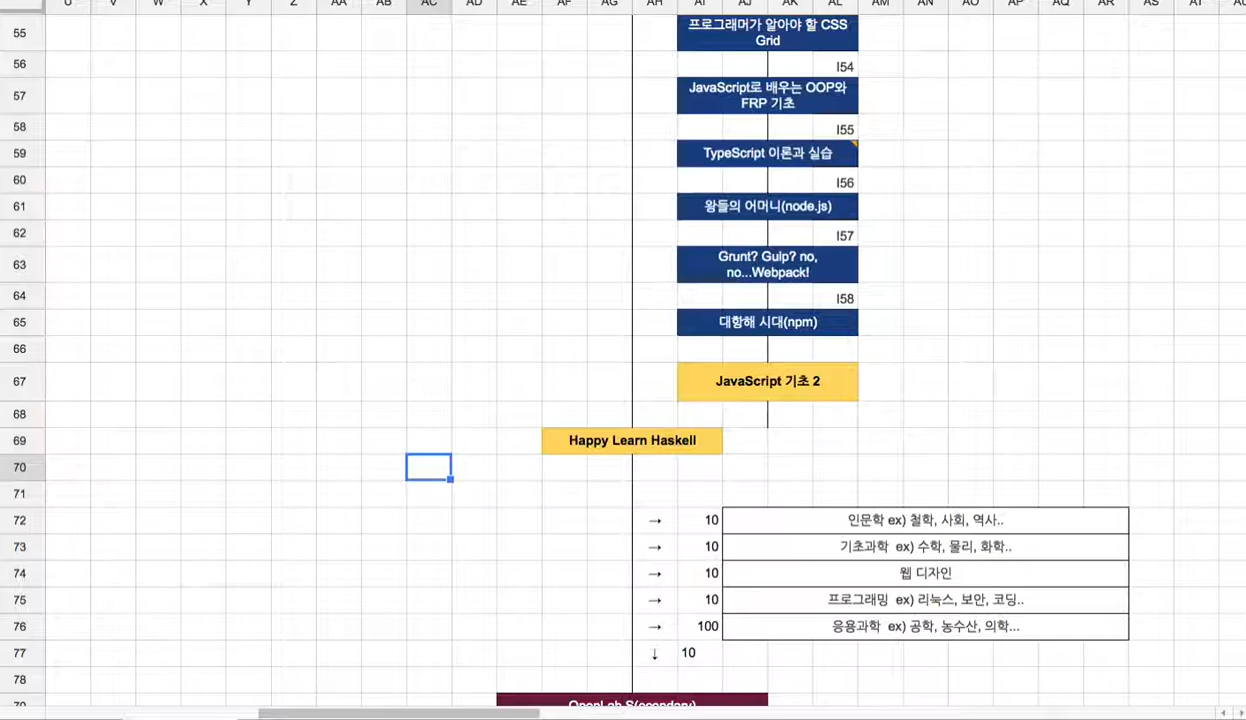 U V W X Y Z AA AB AC AD AE AF AG AH AI AJ AK AL AM AN AO AP AQ AR AS AT
55 프로그래머가 알아야 할 CSS
Grid
56 I54
57 JavaScript로 배우는 OOP와
FRP 기초
58 I55
59 TypeScript 이론과 실습
60 I56
61 왕들의 어머니(node.js)
62 I57
63 Grunt? Gulp? no,
no...Webpack!
64 I58
65 대항해 시대(npm)
66
67 JavaScript 기초 2
68
69 Happy Learn Haskell
70
71
72 → 10 인문학 ex) 철학, 사회, 역사..
73 → 10 기초과학 ex) 수학, 물리, 화학..
74 → 10 웹 디자인
75 → 10 프로그래밍 ex) 리눅스, 보안, 코딩..
76 → 100 응용과학 ex) 공학, 농수산, 의학...
77 ↓ 10
78
79 OpenLab S(econdary)